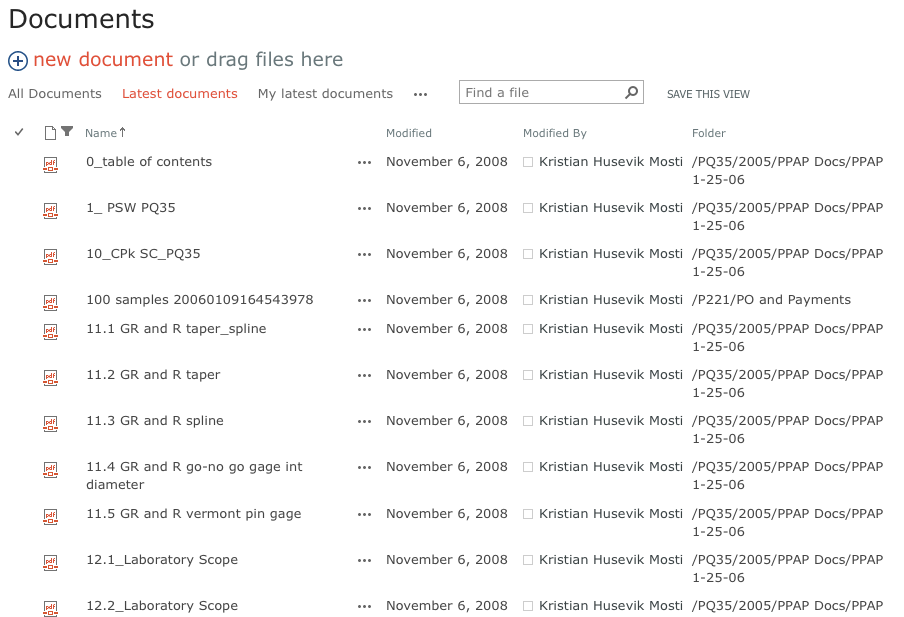 Documents
new document or drag files here
All Documents Latest documents My latest documents ... Find a file SAVE THIS VIEW
Name Modified Modified By Folder
pdf 0_table of contents ... November 6, 2008 Kristian Husevik Mosti /PQ35/2005/PPAP Docs/PPAP
1-25-06
pdf 1_ PSW PQ35 ... November 6, 2008 Kristian Husevik Mosti /PQ35/2005/PPAP Docs/PPAP
1-25-06
pdf 10_CPk SC_PQ35 ... November 6, 2008 Kristian Husevik Mosti /PQ35/2005/PPAP Docs/PPAP
1-25-06
pdf 100 samples 20060109164543978 ... November 6, 2008 Kristian Husevik Mosti /P221/PO and Payments
pdf 11.1 GR and R taper_spline ... November 6, 2008 Kristian Husevik Mosti /PQ35/2005/PPAP Docs/PPAP
1-25-06
pdf 11.2 GR and R taper ... November 6, 2008 Kristian Husevik Mosti /PQ35/2005/PPAP Docs/PPAP
1-25-06
pdf 11.3 GR and R spline ... November 6, 2008 Kristian Husevik Mosti /PQ35/2005/PPAP Docs/PPAP
1-25-06
pdf 11.4 GR and R go-no go gage int ... November 6, 2008 Kristian Husevik Mosti /PQ35/2005/PPAP Docs/PPAP
diameter 1-25-06
pdf 11.5 GR and R vermont pin gage ... November 6, 2008 Kristian Husevik Mosti /PQ35/2005/PPAP Docs/PPAP
1-25-06
pdf 12.1_Laboratory Scope ... November 6, 2008 Kristian Husevik Mosti /PQ35/2005/PPAP Docs/PPAP
1-25-06
pdf 12.2_Laboratory Scope ... November 6, 2008 Kristian Husevik Mosti /PQ35/2005/PPAP Docs/PPAP